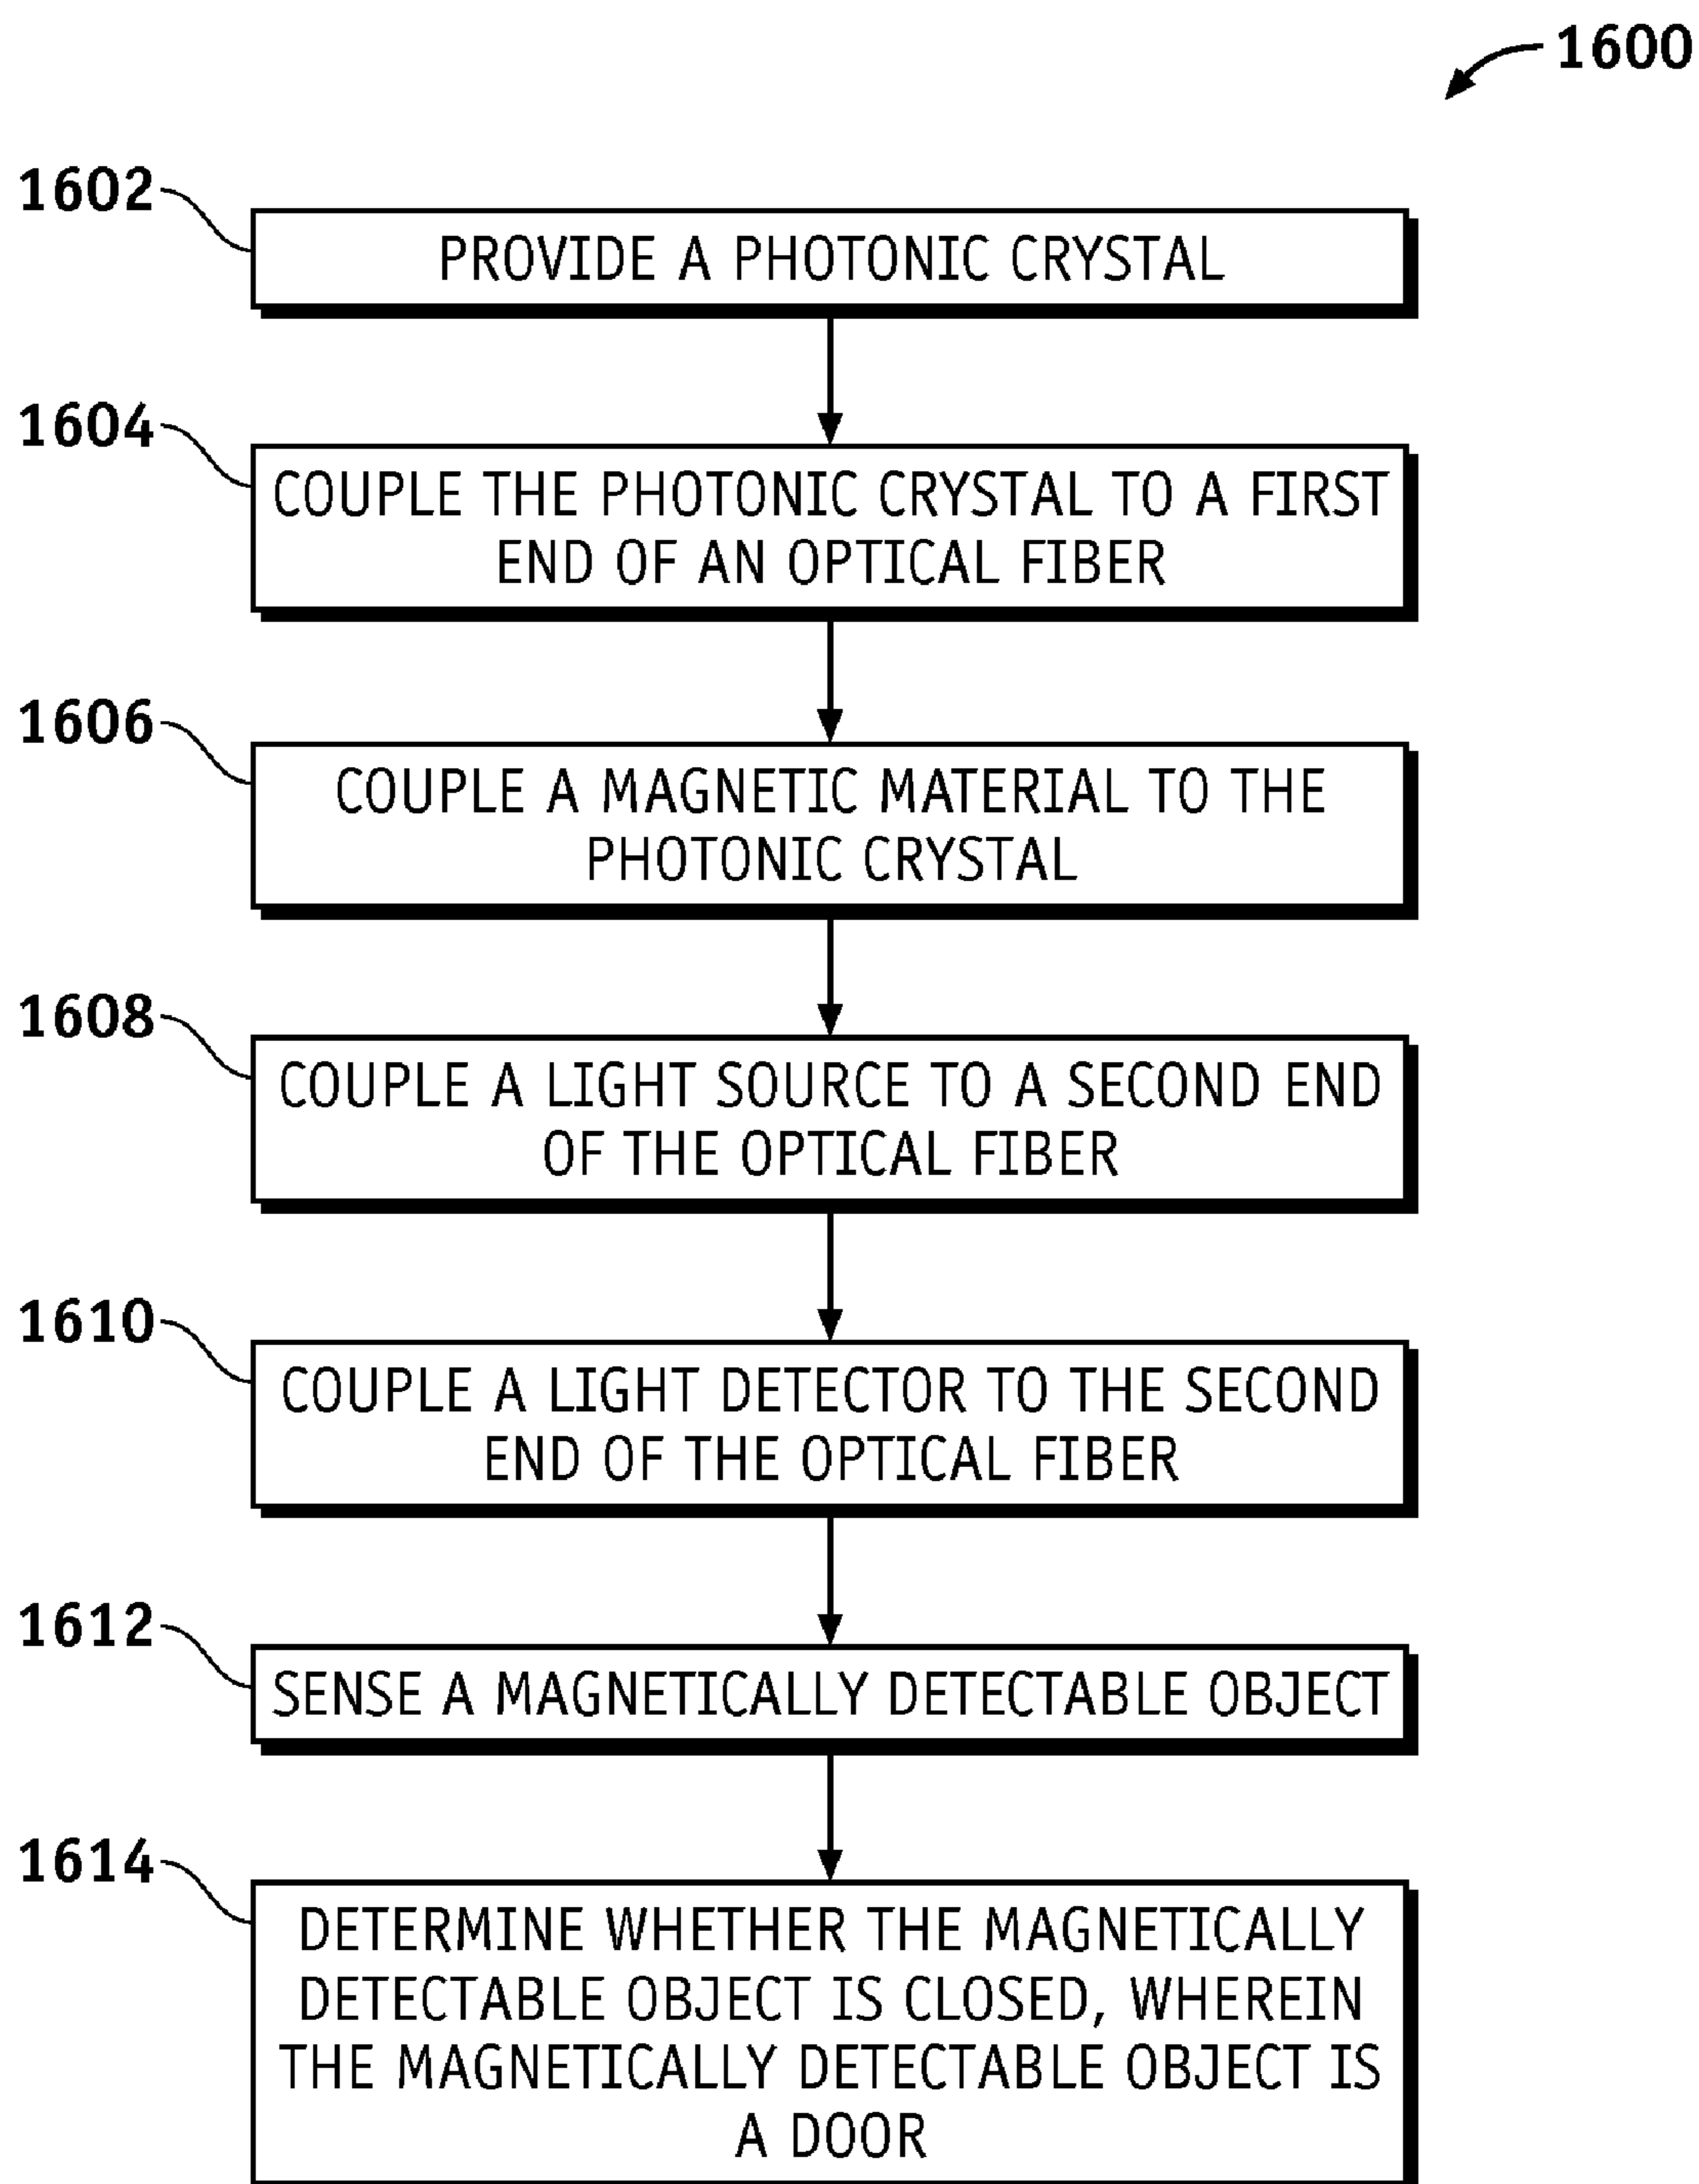 1600
1602
PROVIDE A PHOTONIC CRYSTAL
1604
COUPLE THE PHOTONIC CRYSTAL TO A FIRST
END OF AN OPTICAL FIBER
1606
COUPLE A MAGNETIC MATERIAL TO THE
PHOTONIC CRYSTAL
1608
COUPLE A LIGHT SOURCE TO A SECOND END
OF THE OPTICAL FIBER
1610
COUPLE A LIGHT DETECTOR TO THE SECOND
END OF THE OPTICAL FIBER
1612
SENSE A MAGNETICALLY DETECTABLE OBJECT
1614
DETERMINE WHETHER THE MAGNETICALLY
DETECTABLE OBJECT IS CLOSED, WHEREIN
THE MAGNETICALLY DETECTABLE OBJECT IS
A DOOR